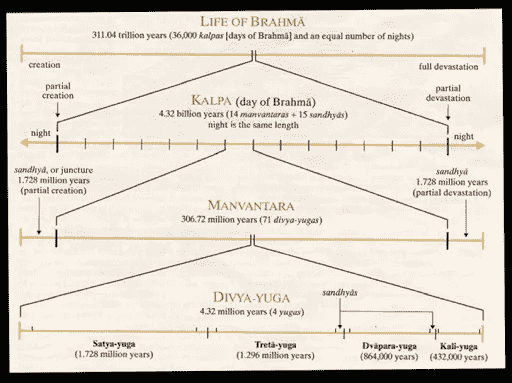 LIFE OF BRAHMĀ
311.04 trillion years (36,000 kalpas [days of Brahmā] and an equal number of nights)
creation
full devastation
partial
creation
partial
devastation
KALPA (day of Brahmā)
4.32 billion years (14 manvantaras + 15 sandhyās)
night is the same length
night
night
sandhyā, or juncture
1.728 million years
(partial creation)
sandhyā
1.728 million years
(partial devastation)
MANVANTARA
306.72 million years (71 divya-yugas)
DIVYA-YUGA
4.32 million years (4 yugas)
sandhyās
Satya-yuga
(1.728 million years)
Tretā-yuga
(1.296 million years)
Dvāpara-yuga
(864,000 years)
Kali-yuga
(432,000 years)